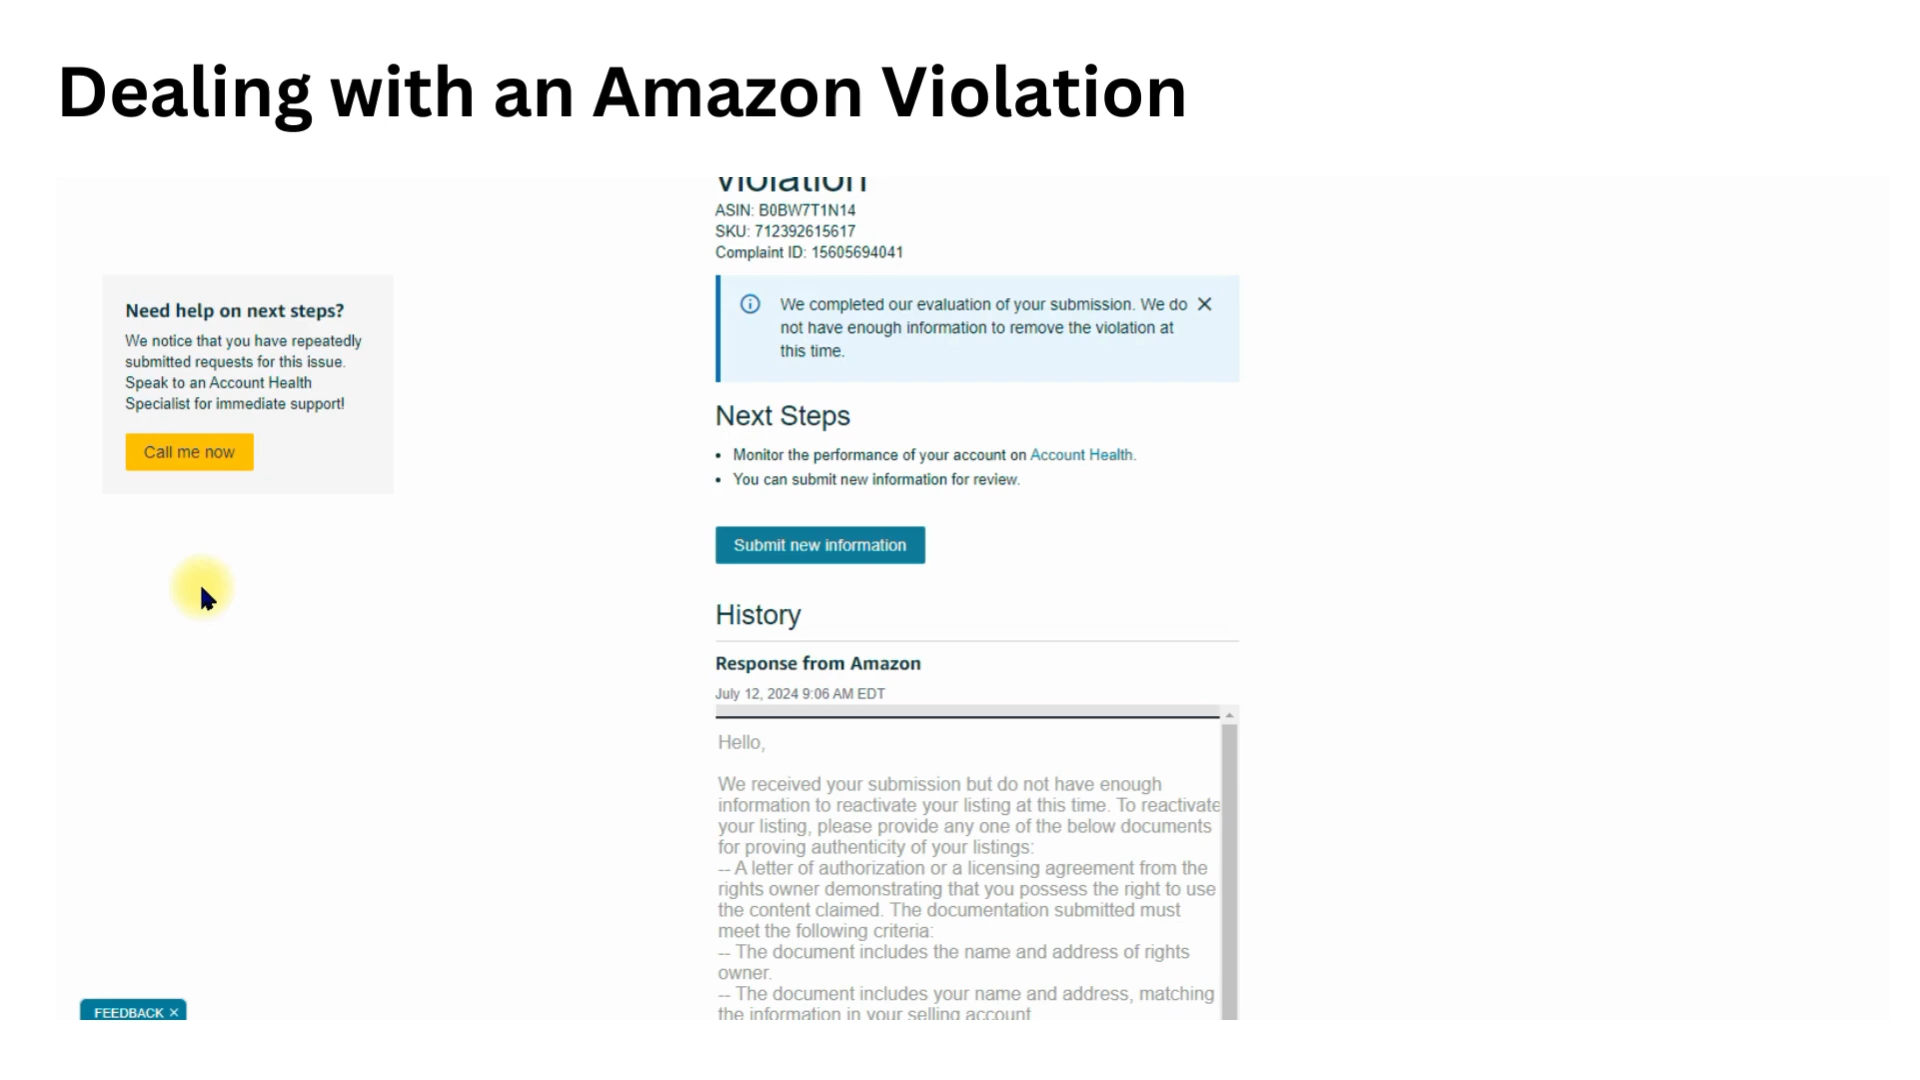 Dealing with an Amazon Violation
violation
ASIN: B0BW7T1N14
SKU: 712392615617
Complaint ID: 15605694041
Need help on next steps?
We notice that you have repeatedly
submitted requests for this issue.
Speak to an Account Health
Specialist for immediate support!
Call me now
We completed our evaluation of your submission. We do
not have enough information to remove the violation at
this time.
Next Steps
• Monitor the performance of your account on Account Health.
• You can submit new information for review.
Submit new information
History
Response from Amazon
July 12, 2024 9:06 AM EDT
Hello,
We received your submission but do not have enough
information to reactivate your listing at this time. To reactivate
your listing, please provide any one of the below documents
for proving authenticity of your listings:
-- A letter of authorization or a licensing agreement from the
rights owner demonstrating that you possess the right to use
the content claimed. The documentation submitted must
meet the following criteria:
-- The document includes the name and address of rights
owner.
-- The document includes your name and address, matching
the information in your selling account
FEEDBACK ×